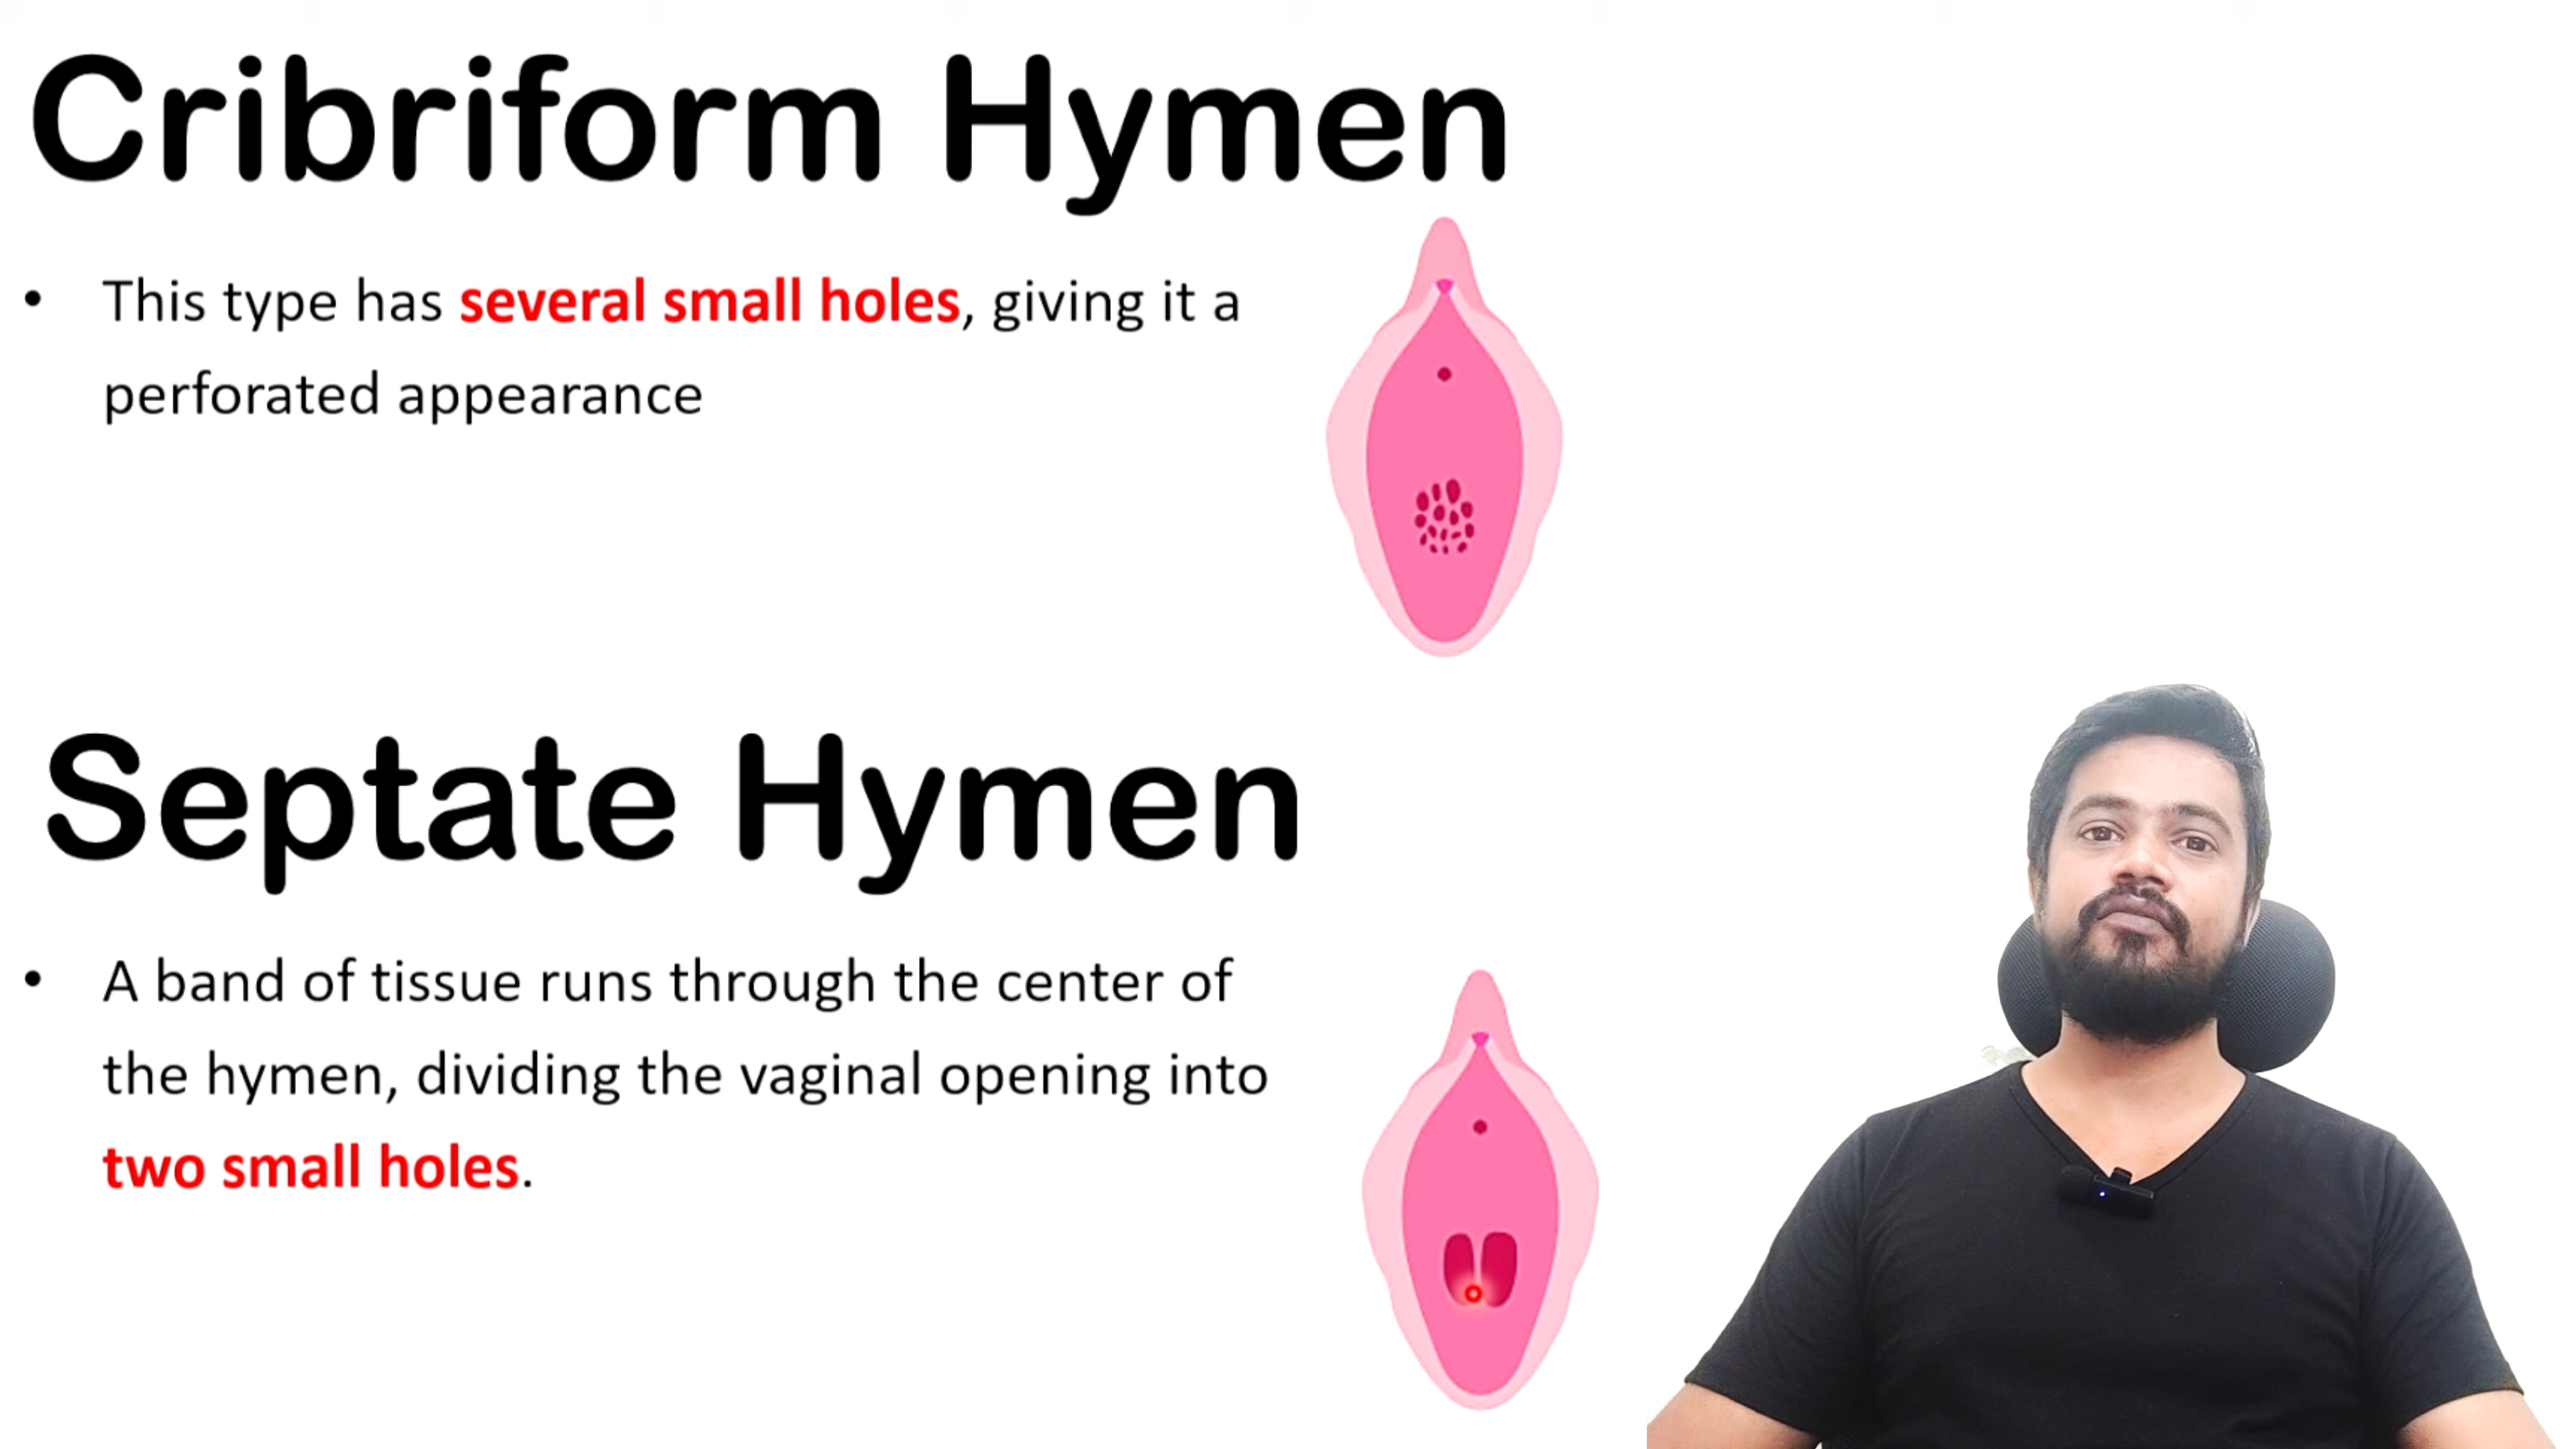 Cribriform Hymen
• This type has several small holes, giving it a
perforated appearance
Septate Hymen
• A band of tissue runs through the center of
the hymen, dividing the vaginal opening into
two small holes.